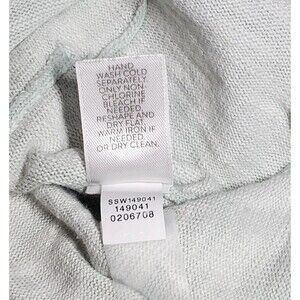 HAND
WASH COLD
SEPARATELY
ONLY NON-
CHLORINE
BLEACH IF
NEEDED
RESHAPE AND
DRY FLAT.
WARM IRON IF
NEEDED
OR DRY CLEAN.
SSW149041
149041
0206708